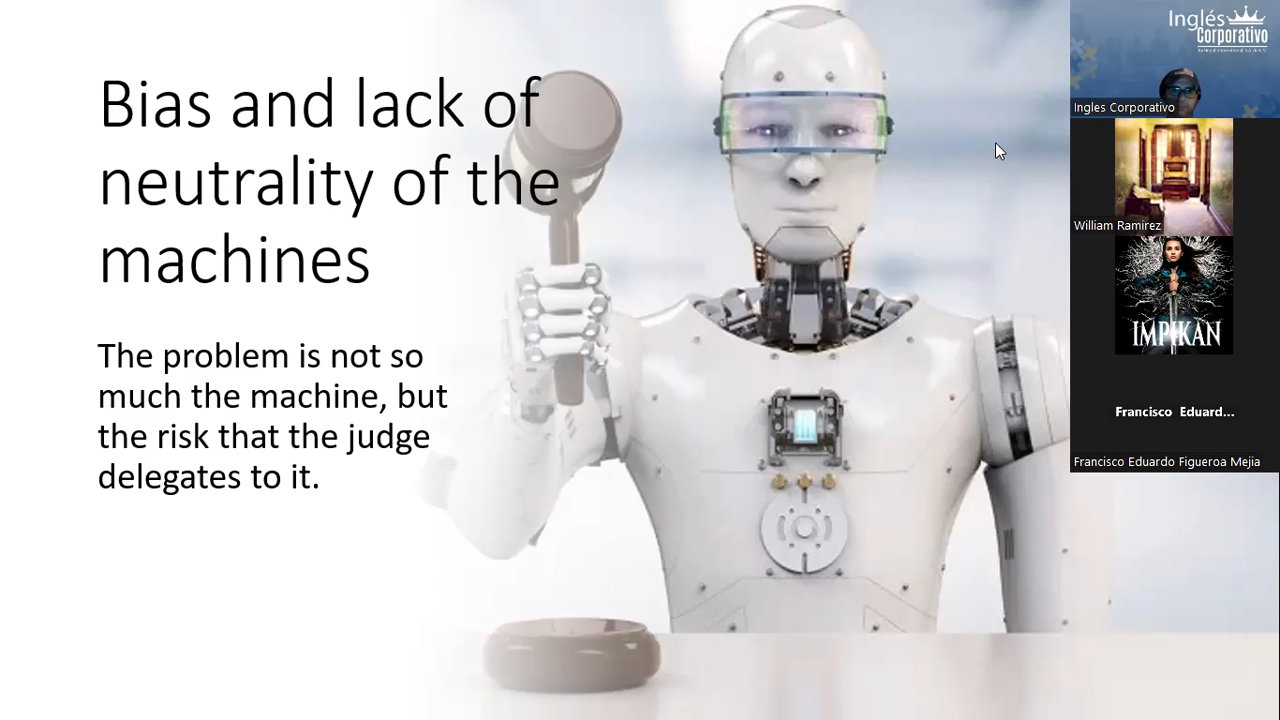 Bias and lack of
neutrality of the
machines
The problem is not so
much the machine, but
the risk that the judge
delegates to it.
Inglés
Corporativo
Ingles Corporativo
William Ramirez
IMPIKAN
Francisco Eduard...
Francisco Eduardo Figueroa Mejia